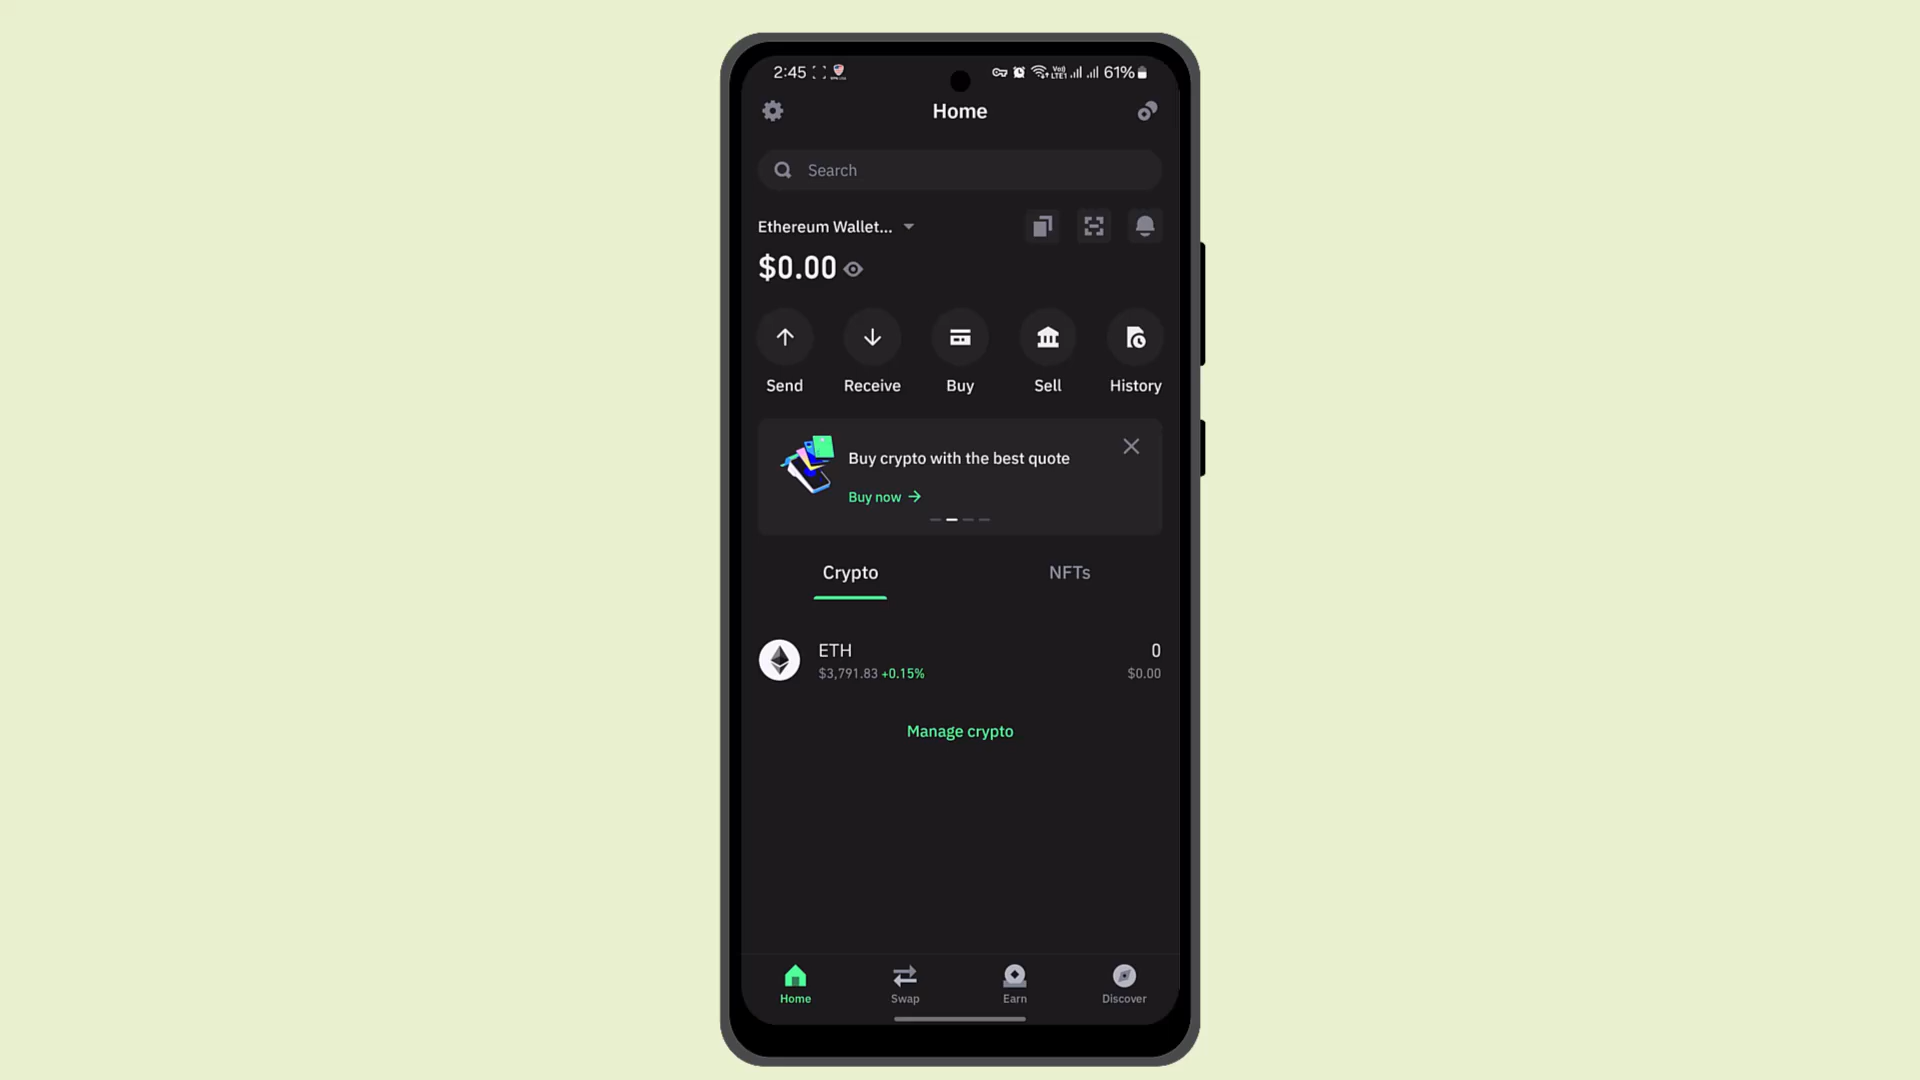 2:45 61%
Home
Search
Ethereum Wallet...
$0.00
Send Receive Buy Sell History
Buy crypto with the best quote
Buy now →
Crypto NFTs
ETH 0
$3,791.83 +0.15% $0.00
Manage crypto
Home Swap Earn Discover